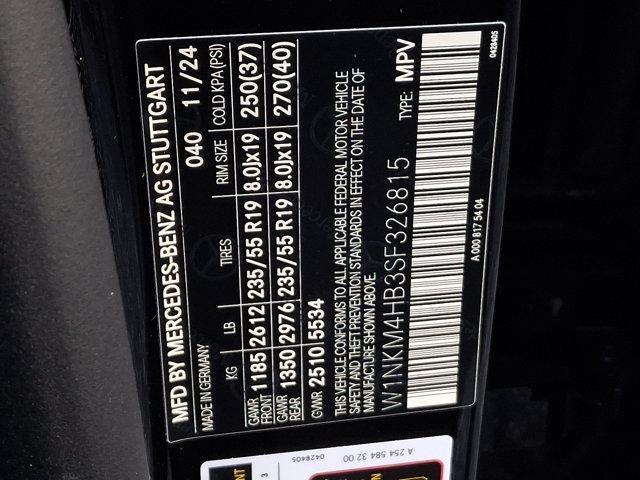 MFD BY MERCEDES-BENZ AG STUTTGART
MADE IN GERMANY 040 11/24
KG LB TIRES RIM SIZE COLD KPA(PSI)
GAWR FRONT 1185 2612 235/55 R19 8.0Jx19 250(37)
GAWR REAR 1350 2976 235/55 R19 8.0Jx19 270(40)
GVWR 2510 5534
THIS VEHICLE CONFORMS TO ALL APPLICABLE FEDERAL MOTOR VEHICLE
SAFETY AND THEFT PREVENTION STANDARDS IN EFFECT ON THE DATE OF
MANUFACTURE SHOWN ABOVE.
W1NKM4HB3SF326815 TYPE: MPV
A 000 817 54 04
0428405
A 254 584 32 00
0428405